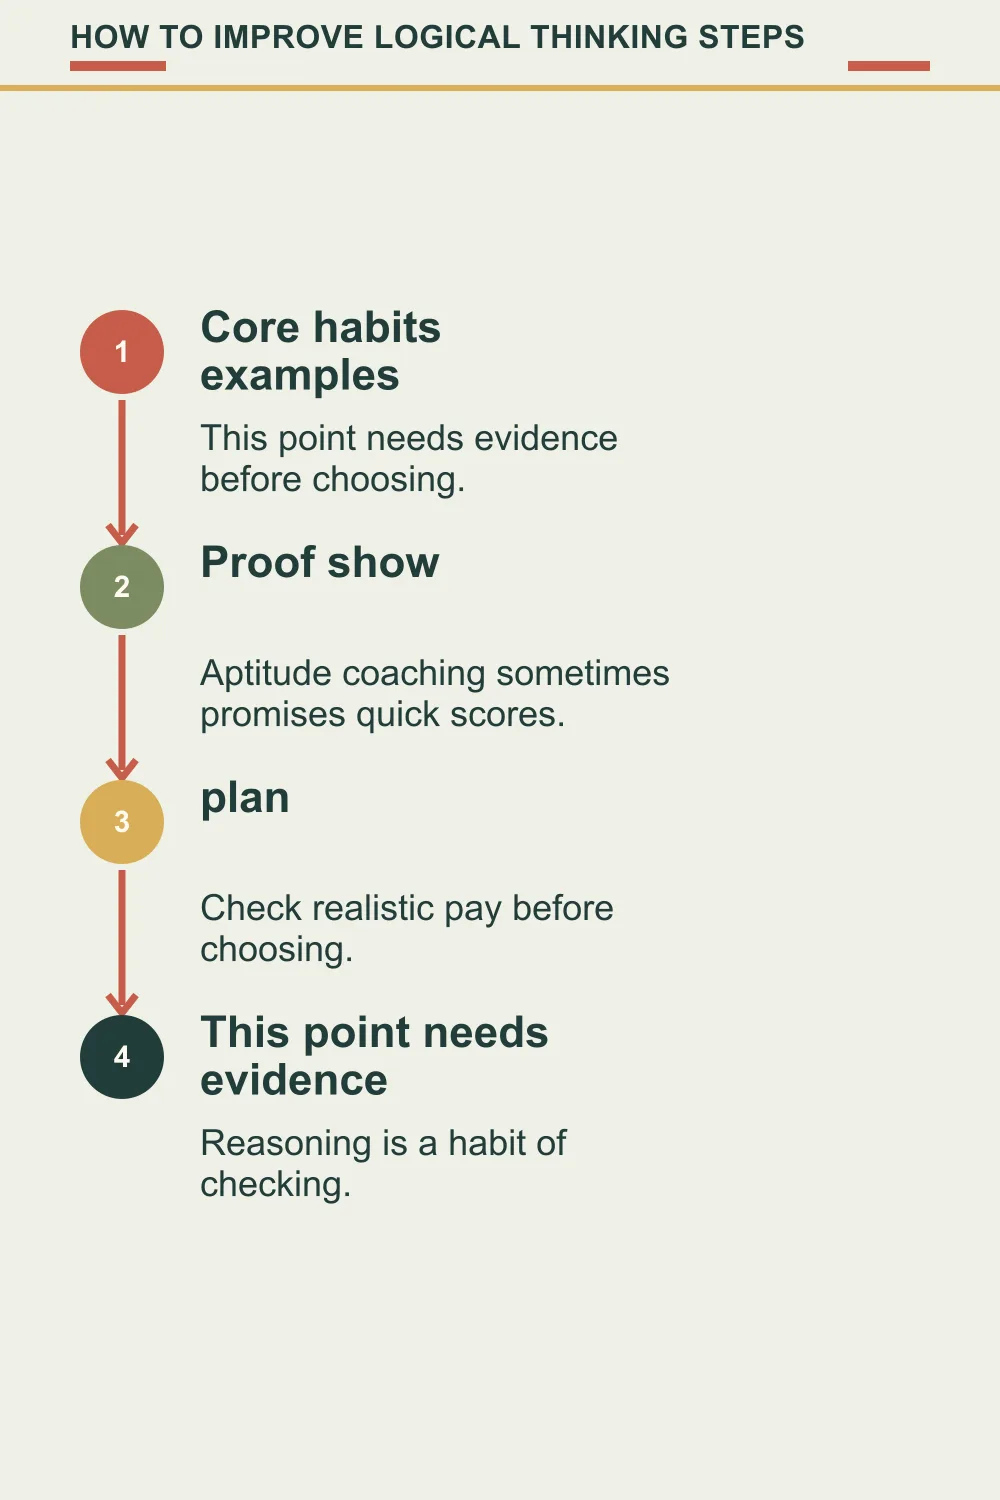 HOW TO IMPROVE LOGICAL THINKING STEPS
1
Core habits
examples
This point needs evidence
before choosing.
2
Proof show
Aptitude coaching sometimes
promises quick scores.
3
plan
Check realistic pay before
choosing.
4
This point needs
evidence
Reasoning is a habit of
checking.